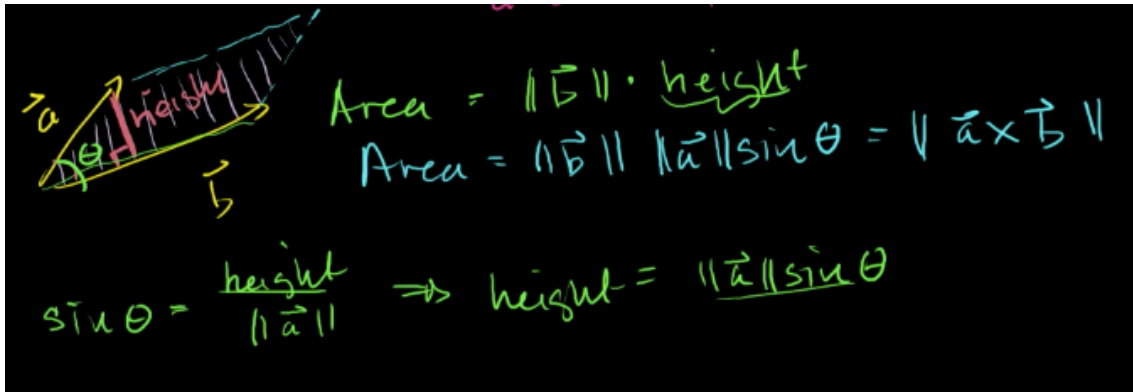 Area = ||b⃗|| · height
a⃗
height
θ
Area = ||b⃗|| ||a⃗|| sin θ = || a⃗ × b⃗ ||
b⃗
sin θ = height / ||a⃗|| ⇒ height = ||a⃗|| sin θ